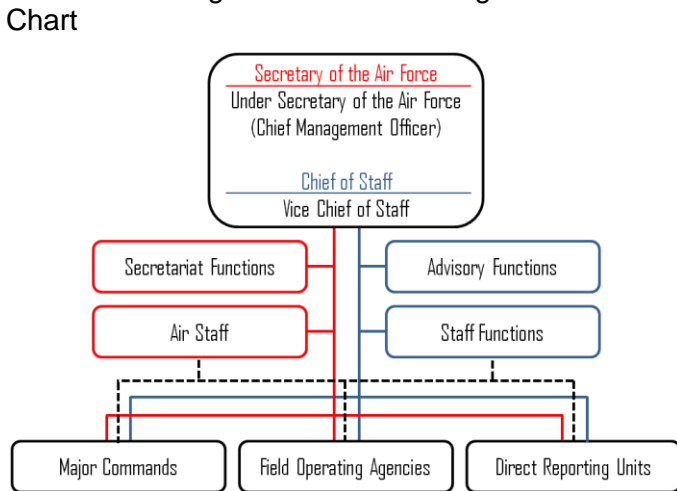 Chart
Secretary of the Air Force
Under Secretary of the Air Force
(Chief Management Officer)
Chief of Staff
Vice Chief of Staff
Secretariat Functions
Advisory Functions
Air Staff
Staff Functions
Major Commands
Field Operating Agencies
Direct Reporting Units